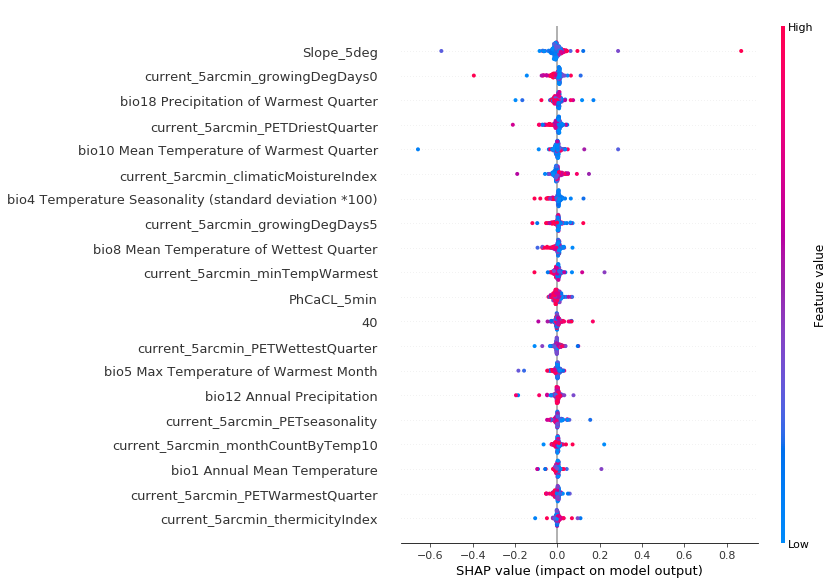 High
Slope_5deg
current_5arcmin_growingDegDays0
bio18 Precipitation of Warmest Quarter
current_5arcmin_PETDriestQuarter
bio10 Mean Temperature of Warmest Quarter
current_5arcmin_climaticMoistureIndex
bio4 Temperature Seasonality (standard deviation *100)
current_5arcmin_growingDegDays5
bio8 Mean Temperature of Wettest Quarter
current_5arcmin_minTempWarmest
PhCaCL_5min
40
current_5arcmin_PETWettestQuarter
bio5 Max Temperature of Warmest Month
bio12 Annual Precipitation
current_5arcmin_PETseasonality
current_5arcmin_monthCountByTemp10
bio1 Annual Mean Temperature
current_5arcmin_PETWarmestQuarter
current_5arcmin_thermicityIndex
Feature value
Low
−0.6 −0.4 −0.2 0.0 0.2 0.4 0.6 0.8
SHAP value (impact on model output)